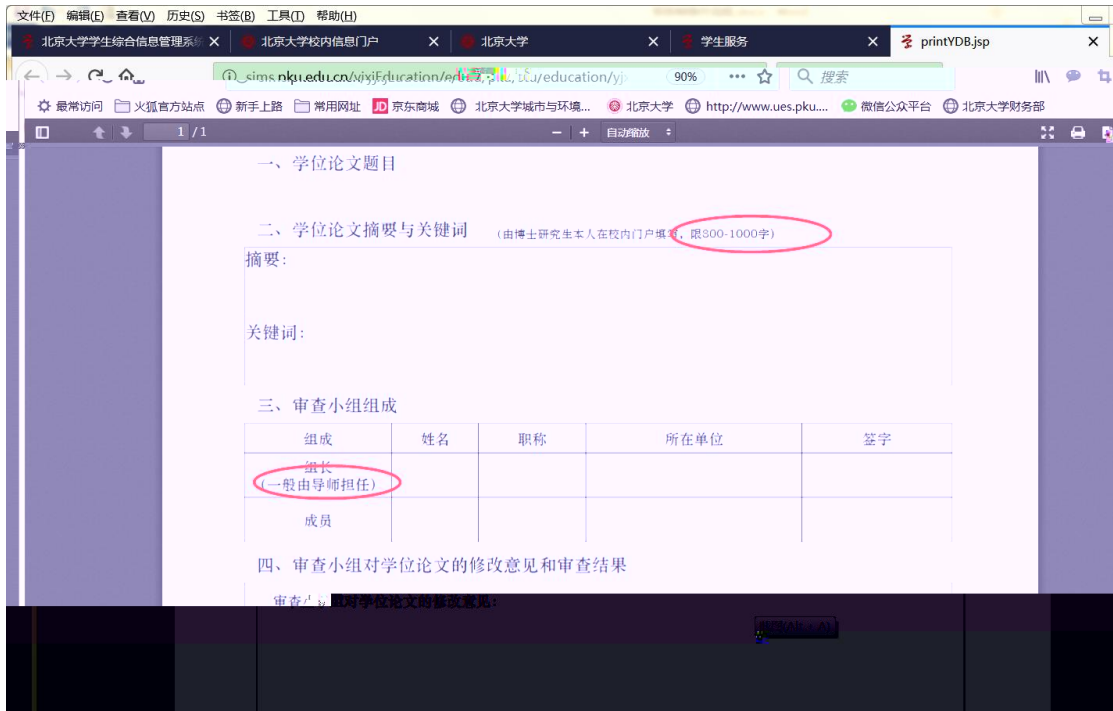 文件(F) 编辑(E) 查看(V) 历史(S) 书签(B) 工具(T) 帮助(H)
北京大学学生综合信息管理系统 北京大学校内信息门户 北京大学 学生服务 printYDB.jsp
90% 搜索
最常访问 火狐官方站点 新手上路 常用网址 JD 京东商城 北京大学城市与环境... 北京大学 http://www.ues.pku.... 微信公众平台 北京大学财务部
1 / 1 自动缩放
一、学位论文题目
二、学位论文摘要与关键词 (由博士研究生本人在校内门户填写, 限800-1000字)
摘要:
关键词:
三、审查小组组成
组成 姓名 职称 所在单位 签字
组长
(一般由导师担任)
成员
四、审查小组对学位论文的修改意见和审查结果
审查小组对学位论文的修改意见: